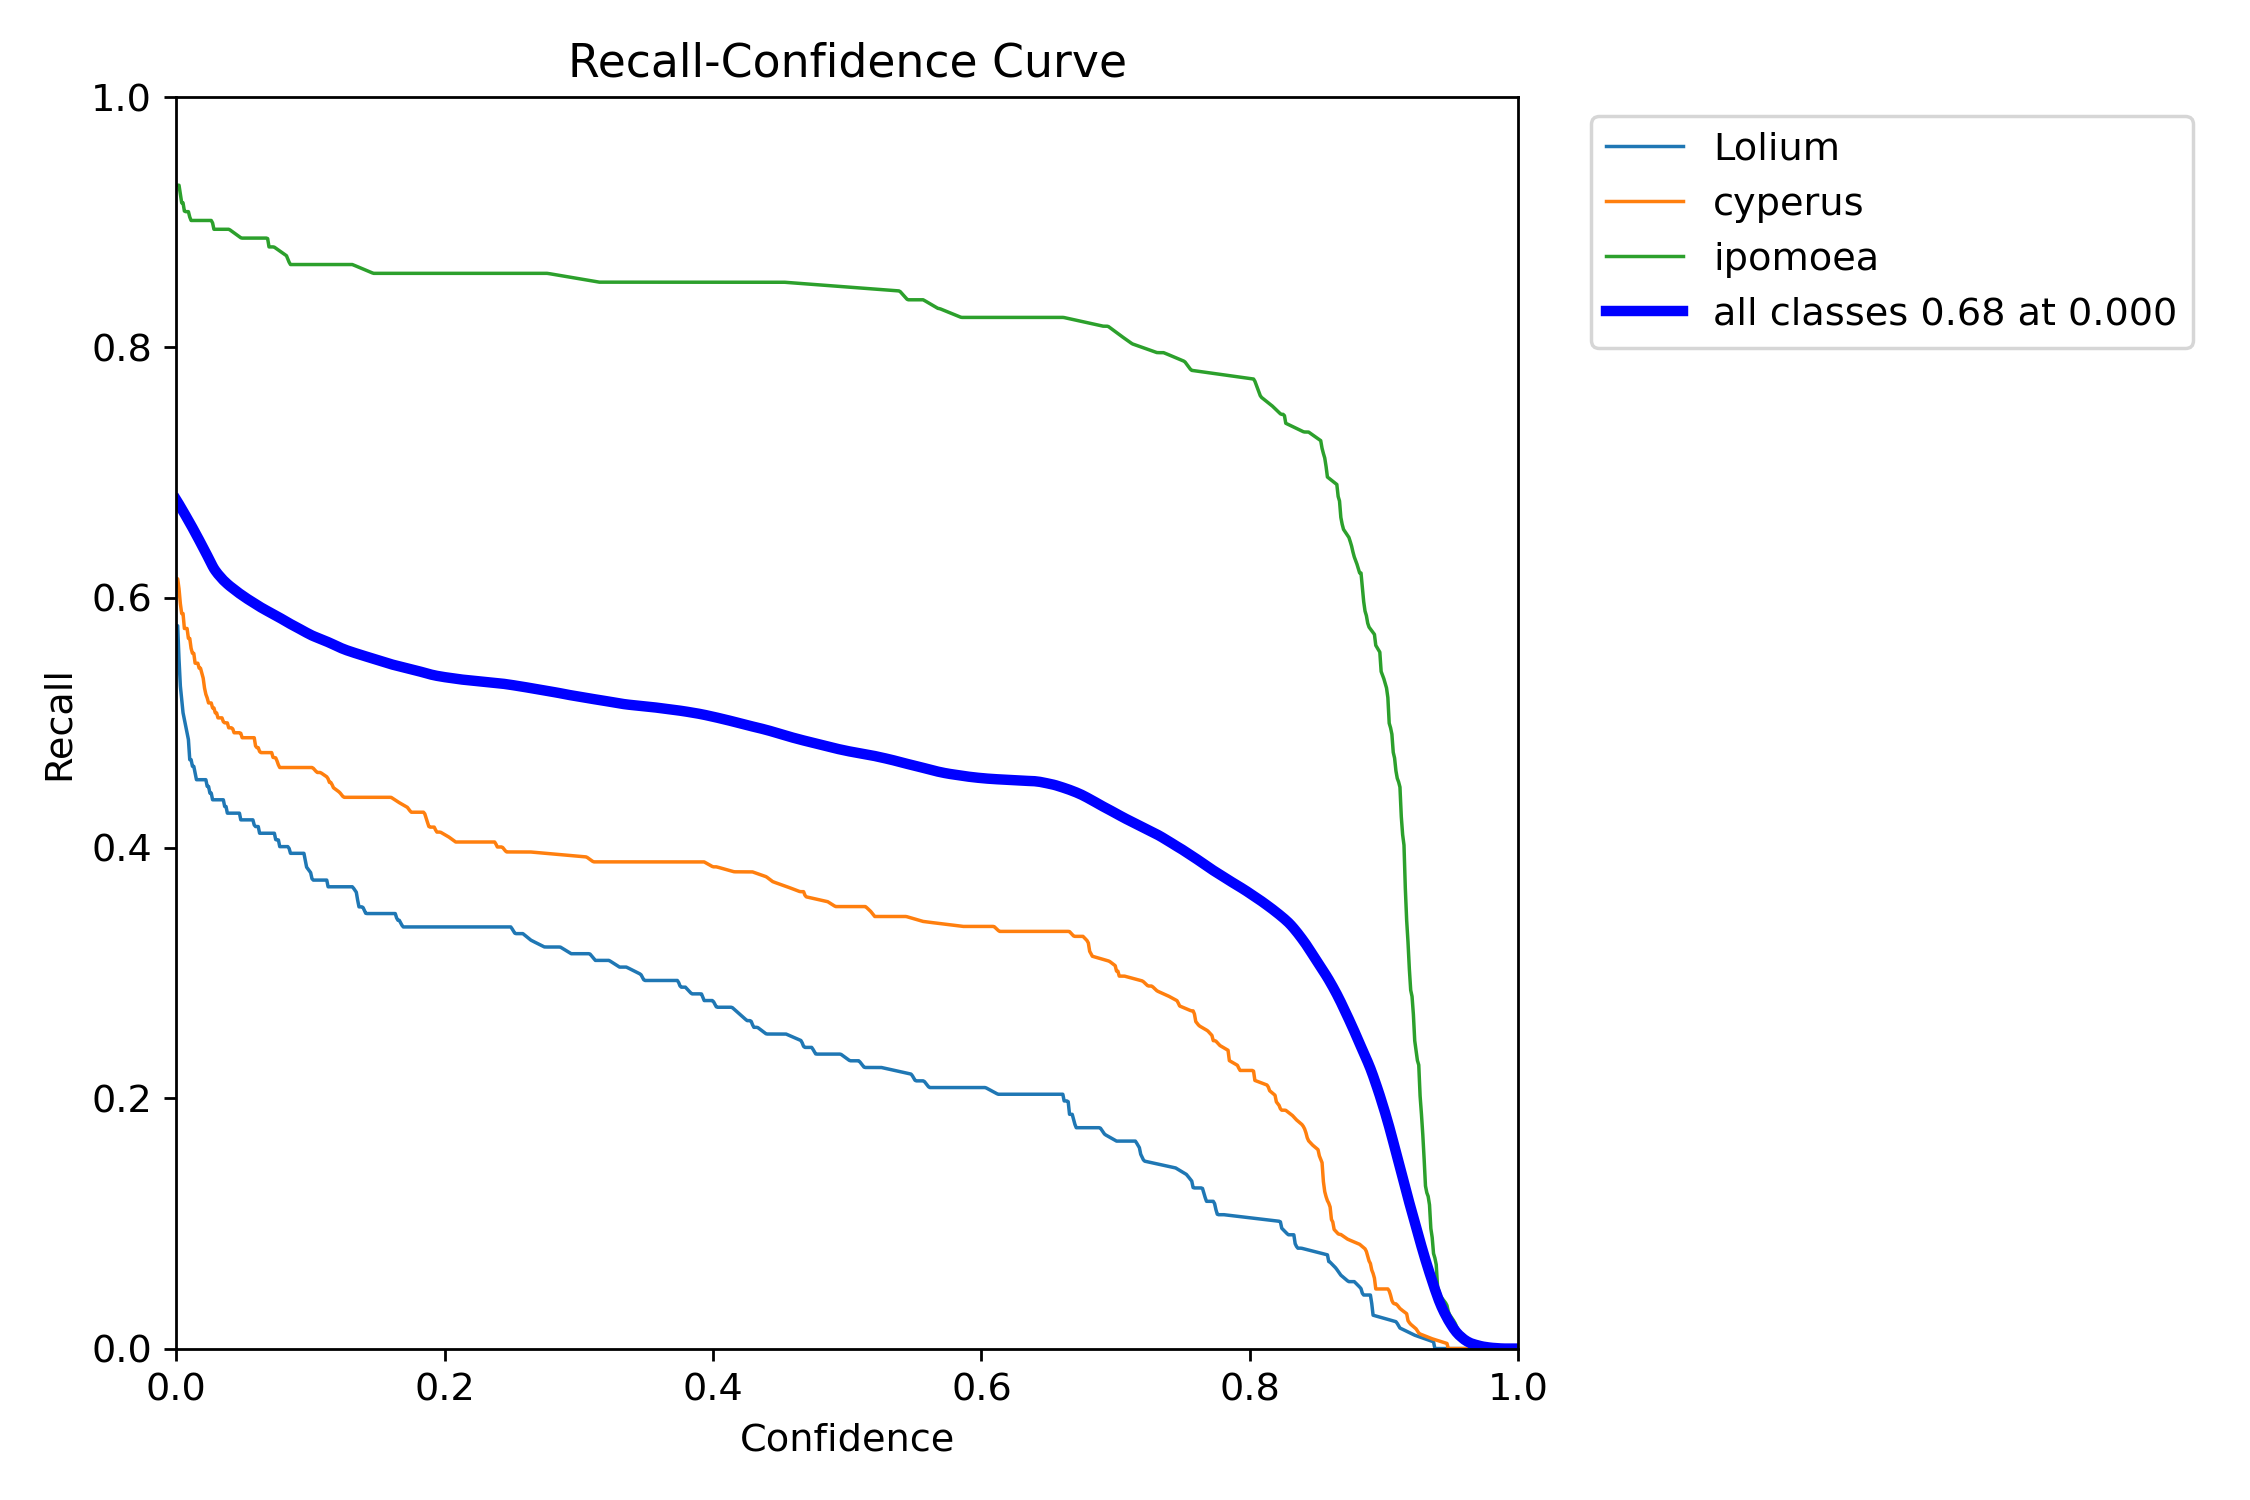 Recall-Confidence Curve
1.0
0.8
0.6
0.4
0.2
0.0
Recall
0.0 0.2 0.4 0.6 0.8 1.0
Confidence
Lolium
cyperus
ipomoea
all classes 0.68 at 0.000